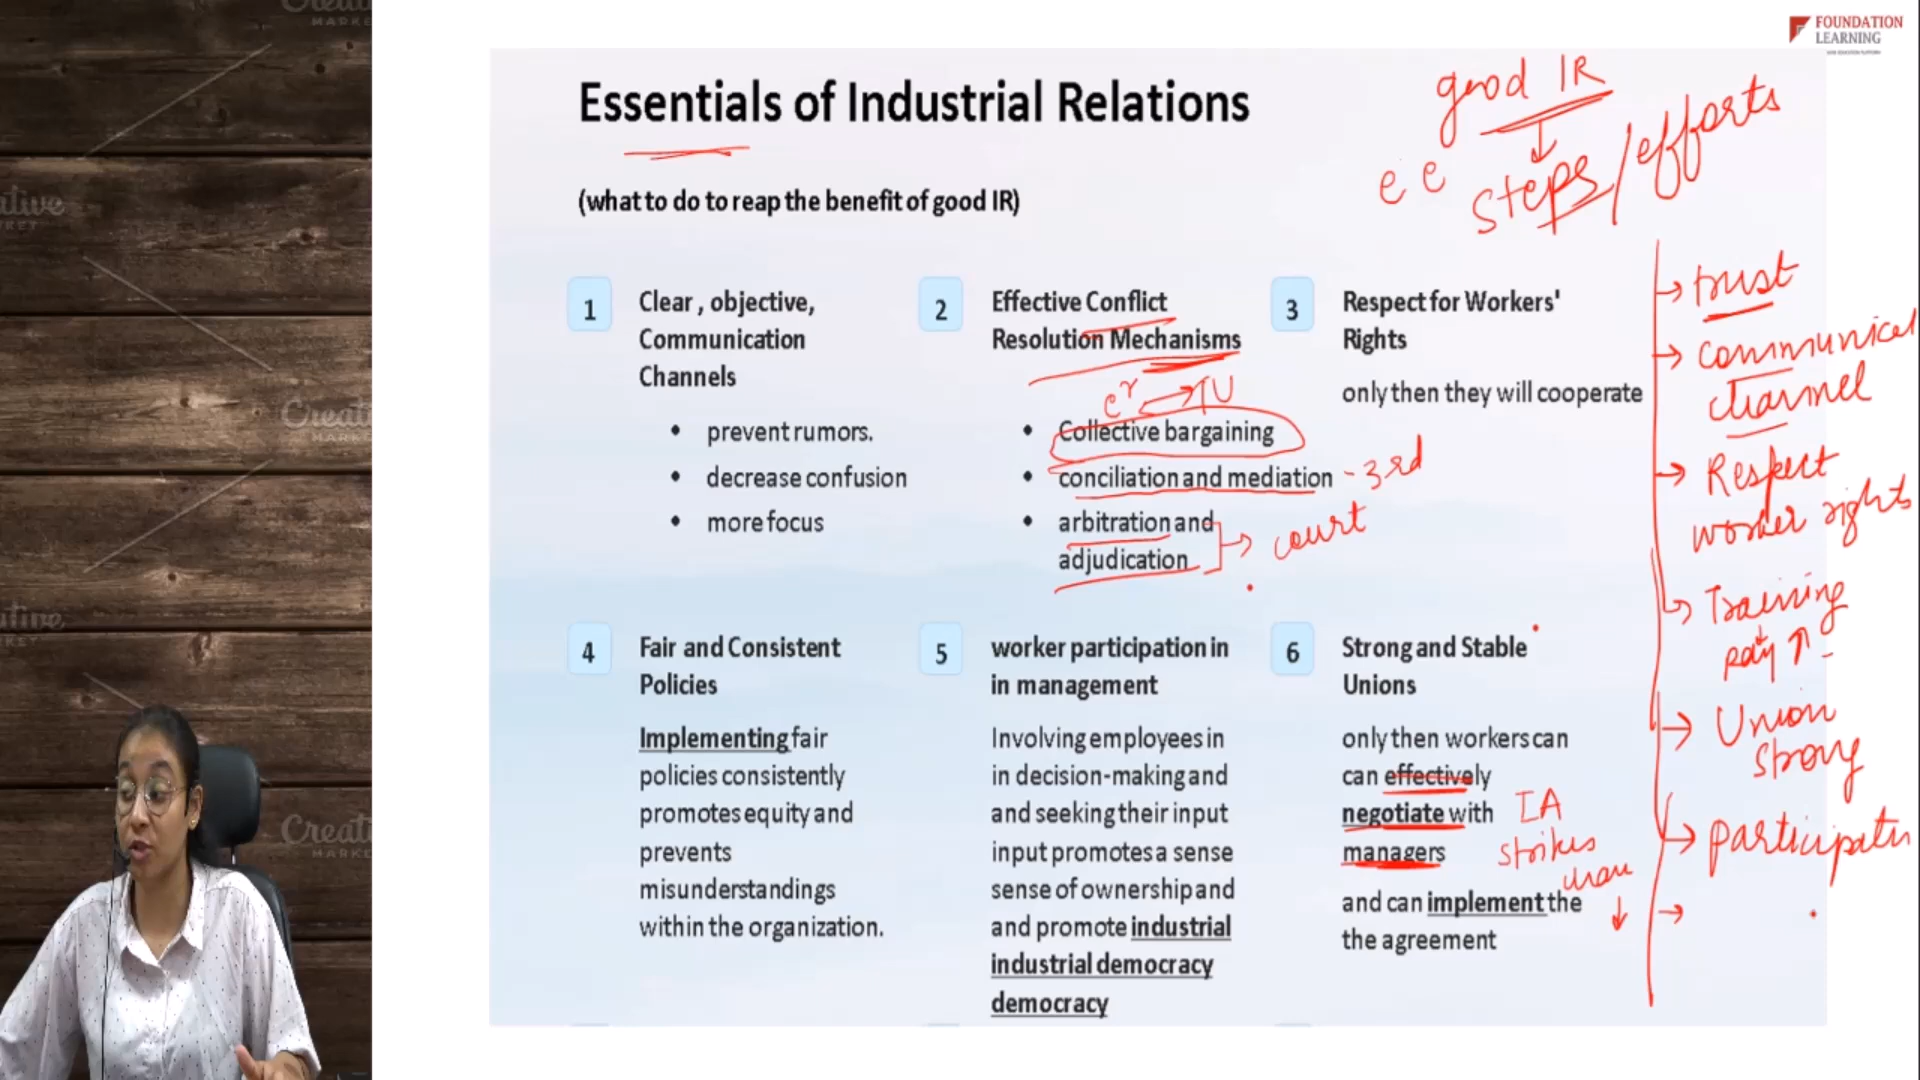 FOUNDATION
LEARNING
Essentials of Industrial Relations
(what to do to reap the benefit of good IR)
good IR
e e
Steps/efforts
1
Clear , objective,
Communication
Channels
• prevent rumors.
• decrease confusion
• more focus
2
Effective Conflict
Resolution Mechanisms
er → TU
• Collective bargaining
• conciliation and mediation - 3rd
• arbitration and
adjudication
→ court
3
Respect for Workers'
Rights
only then they will cooperate
4
Fair and Consistent
Policies
Implementing fair
policies consistently
promotes equity and
prevents
misunderstandings
within the organization.
5
worker participation in
in management
Involving employees in
in decision-making and
and seeking their input
input promotes a sense
sense of ownership and
and promote industrial
industrial democracy
democracy
6
Strong and Stable
Unions
only then workers can
can effectively
negotiate with
managers
and can implement the
the agreement
IA
strikes
→ trust
→ Communicat
channel
→ Respect
worker rights
→ Training
pay ↑
→ Union
strong
→ participatn
Creative
MARKET